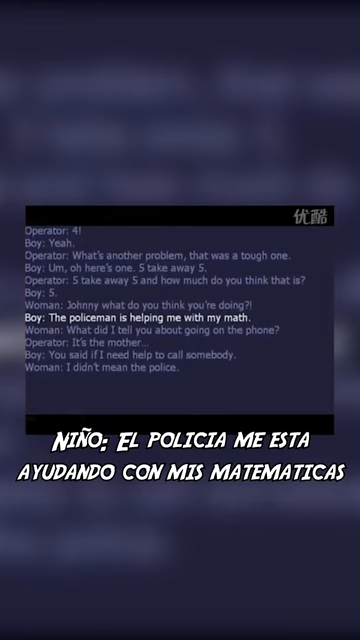 优酷
Operator: 4!
Boy: Yeah.
Operator: What's another problem, that was a tough one.
Boy: Um, oh here's one. 5 take away 5.
Operator: 5 take away 5 and how much do you think that is?
Boy: 5.
Woman: Johnny what do you think you're doing?!
Boy: The policeman is helping me with my math.
Woman: What did I tell you about going on the phone?
Operator: It's the mother...
Boy: You said if I need help to call somebody.
Woman: I didn't mean the police.
Niño: El policia me esta
ayudando con mis matematicas